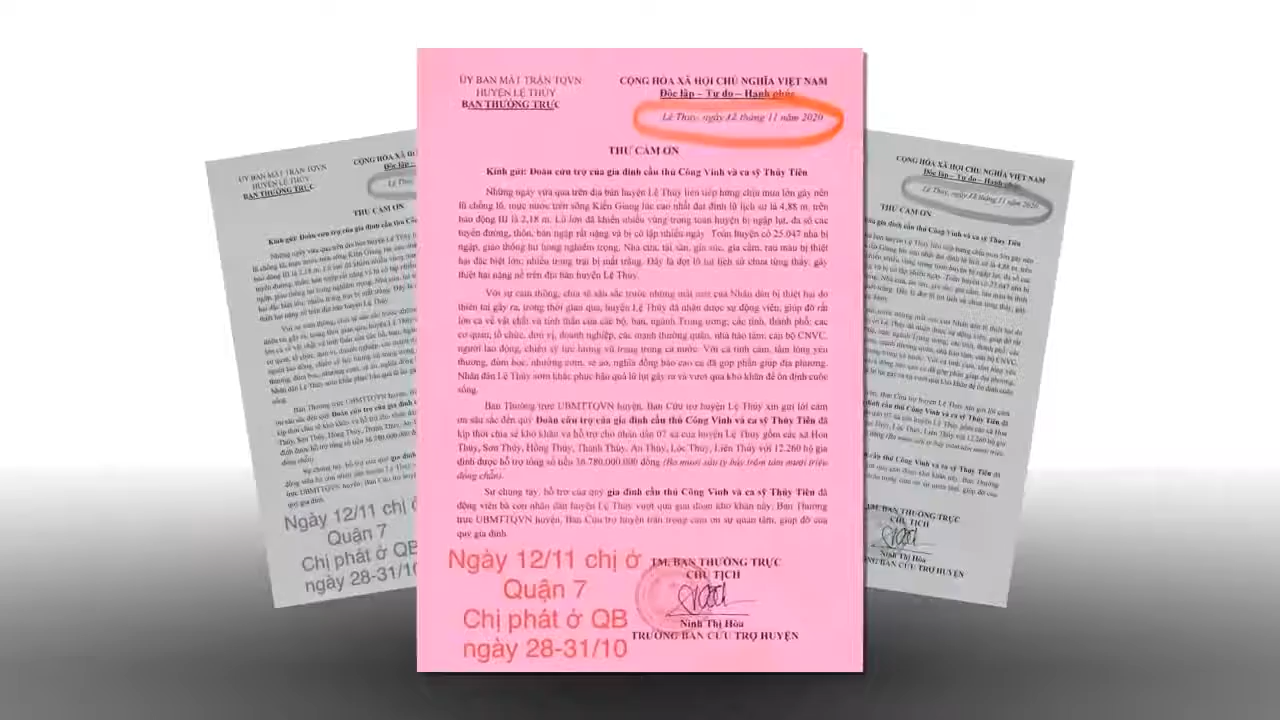 ỦY BAN MẶT TRẬN TQVN
HUYỆN LỆ THỦY
BAN THƯỜNG TRỰC
CỘNG HÒA XÃ HỘI CHỦ NGHĨA VIỆT NAM
Độc lập – Tự do – Hạnh phúc
Lệ Thủy, ngày 12 tháng 11 năm 2020
THƯ CẢM ƠN
Kính gửi: Đoàn cứu trợ của gia đình cầu thủ Công Vinh và ca sỹ Thủy Tiên
Những ngày vừa qua trên địa bàn huyện Lệ Thủy liên tiếp hứng chịu mưa lớn gây nên
lũ chồng lũ, mực nước trên sông Kiến Giang lúc cao nhất đạt đỉnh lũ lịch sử là 4,88 m, trên
báo động III là 2,18 m. Lũ lớn đã khiến nhiều vùng trong toàn huyện bị ngập lụt, đa số các
tuyến đường, thôn, bản ngập rất nặng và bị cô lập nhiều ngày. Toàn huyện có 25.047 nhà bị
ngập, giao thông hư hỏng nghiêm trọng. Nhà cửa, tài sản, gia súc, gia cầm, rau màu bị thiệt
hại đặc biệt lớn; nhiều trang trại bị mất trắng. Đây là đợt lũ lụt lịch sử chưa từng thấy, gây
thiệt hại nặng nề trên địa bàn huyện Lệ Thủy.
Với sự cảm thông, chia sẻ sâu sắc trước những mất mát của Nhân dân bị thiệt hại do
thiên tai gây ra, trong thời gian qua, huyện Lệ Thủy đã nhận được sự động viên, giúp đỡ rất
lớn cả về vật chất và tinh thần của các bộ, ban, ngành Trung ương; các tỉnh, thành phố; các
cơ quan, tổ chức, đơn vị, doanh nghiệp, các mạnh thường quân, nhà hảo tâm; cán bộ CNVC,
người lao động, chiến sỹ lực lượng vũ trang trong cả nước. Với cả tình cảm, tấm lòng yêu
thương, đùm bọc, nhường cơm, sẻ áo, nghĩa đồng bào cao cả đã góp phần giúp địa phương,
Nhân dân Lệ Thủy sớm khắc phục hậu quả lũ lụt gây ra và vượt qua khó khăn để ổn định cuộc
sống.
Ban Thường trực UBMTTQVN huyện, Ban Cứu trợ huyện Lệ Thủy xin gửi lời cảm
ơn sâu sắc đến quý Đoàn cứu trợ của gia đình cầu thủ Công Vinh và ca sỹ Thủy Tiên đã
kịp thời chia sẻ khó khăn và hỗ trợ cho nhân dân 07 xã của huyện Lệ Thủy gồm các xã Hoa
Thủy, Sơn Thủy, Hồng Thủy, Thanh Thủy, An Thủy, Lộc Thủy, Liên Thủy với 12.260 hộ gia
đình được hỗ trợ tổng số tiền 36.780.000.000 đồng (Ba mươi sáu tỷ bảy trăm tám mươi triệu
đồng chẵn).
Sự chung tay, hỗ trợ của quý gia đình cầu thủ Công Vinh và ca sỹ Thủy Tiên đã
động viên bà con nhân dân huyện Lệ Thủy vượt qua giai đoạn khó khăn này. Ban Thường
trực UBMTTQVN huyện, Ban Cứu trợ huyện trân trọng cảm ơn sự quan tâm, giúp đỡ của
quý gia đình.
TM. BAN THƯỜNG TRỰC
CHỦ TỊCH
Ninh Thị Hòa
TRƯỞNG BAN CỨU TRỢ HUYỆN
Ngày 12/11 chị ở
Quận 7
Chị phát ở QB
ngày 28-31/10